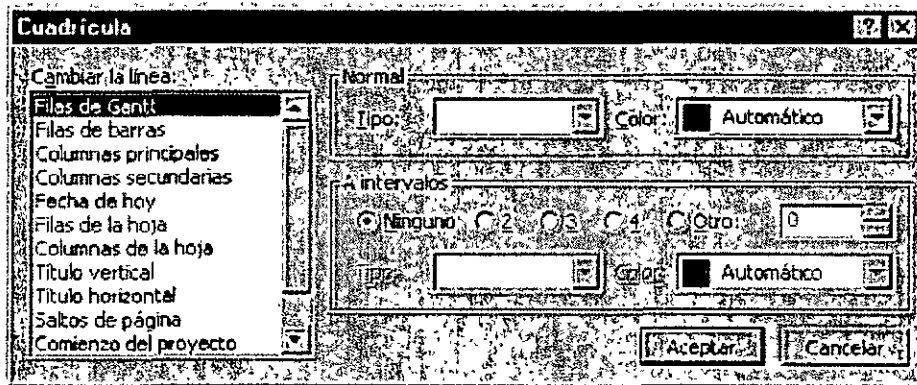 Cuadrícula
Cambiar la línea:
Filas de Gantt
Filas de barras
Columnas principales
Columnas secundarias
Fecha de hoy
Filas de la hoja
Columnas de la hoja
Título vertical
Título horizontal
Saltos de página
Comienzo del proyecto
Normal
Tipo: Color: Automático
A intervalos
Ninguno 2 3 4 Otro: 0
Tipo: Color: Automático
Aceptar Cancelar